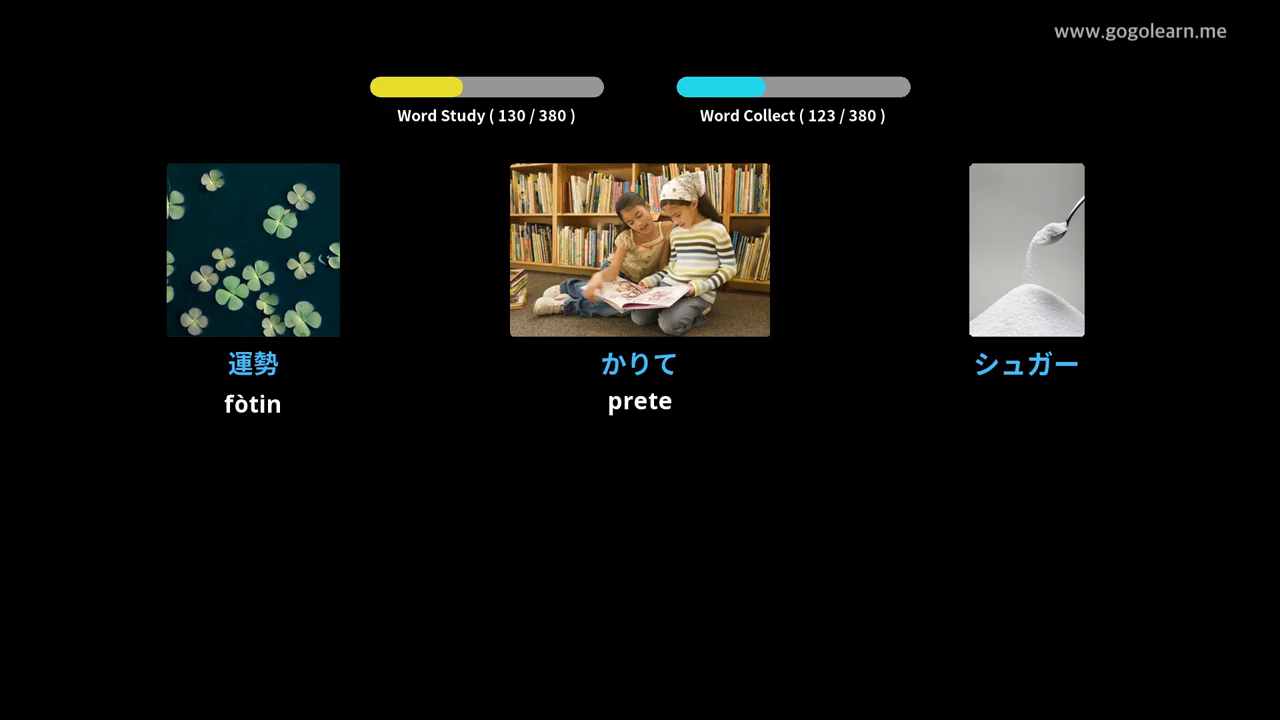 www.gogolearn.me
Word Study ( 130 / 380 )
Word Collect ( 123 / 380 )
運勢
かりて
シュガー
fòtin
prete